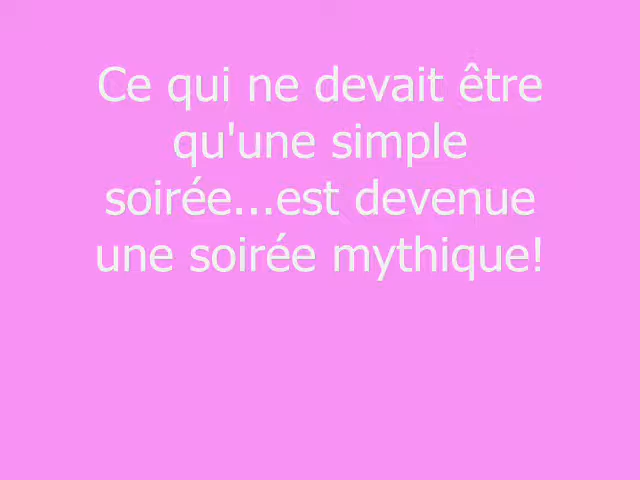 Ce qui ne devait être
qu'une simple
soirée...est devenue
une soirée mythique!